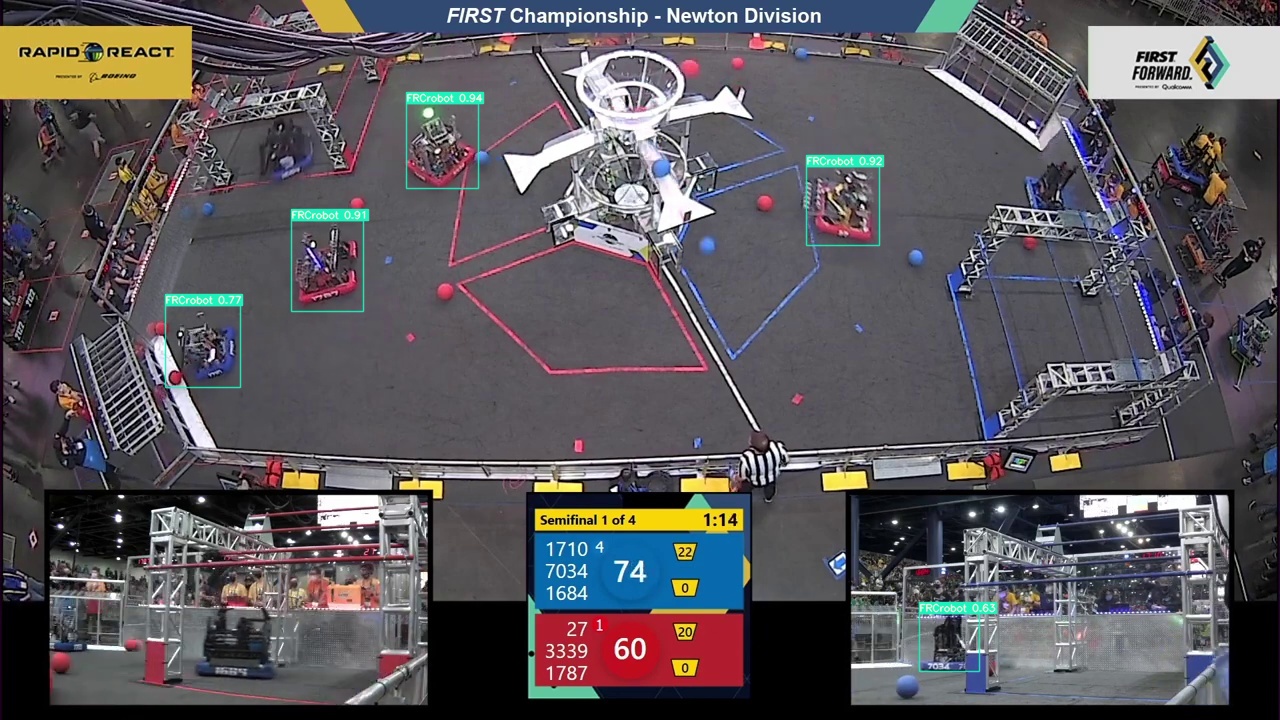 FIRST Championship - Newton Division
RAPID REACT
PRESENTED BY BOEING
FIRST
FORWARD
PRESENTED BY Qualcomm
FRCrobot 0.94
FRCrobot 0.92
FRCrobot 0.91
FRCrobot 0.77
1787
Semifinal 1 of 4 1:14
1710 4
7034
1684
74
22
0
27 1
3339
1787
60
20
0
FRCrobot 0.63
7034